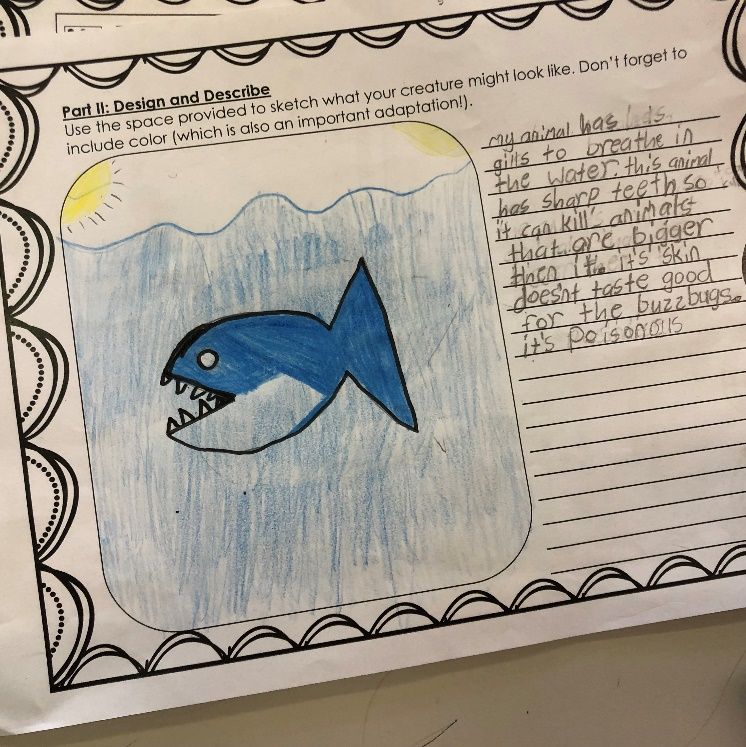 Part II: Design and Describe
Use the space provided to sketch what your creature might look like. Don't forget to
include color (which is also an important adaptation!).
my animal has lots
gills to breathe in
the water. this animal
has sharp teeth so
it can kill animals
that are bigger
then it. it's skin
doesnt taste good
for the buzzbugs.
it's Poisonous